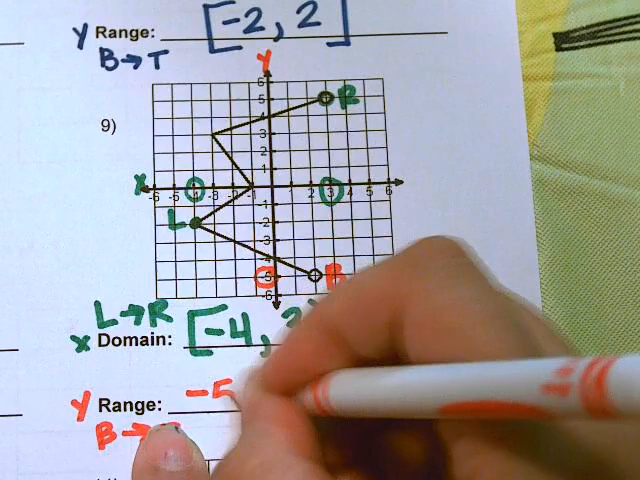 Y Range: [-2, 2]
B→T
Y
9)
6
5 R
4
3
2
1
X -6 -5 -4 -3 -2 -1 1 2 3 4 5 6
-1
L -2
-3
-4
-5
-6
L→R
X Domain: [-4,
Y Range: -5
B→